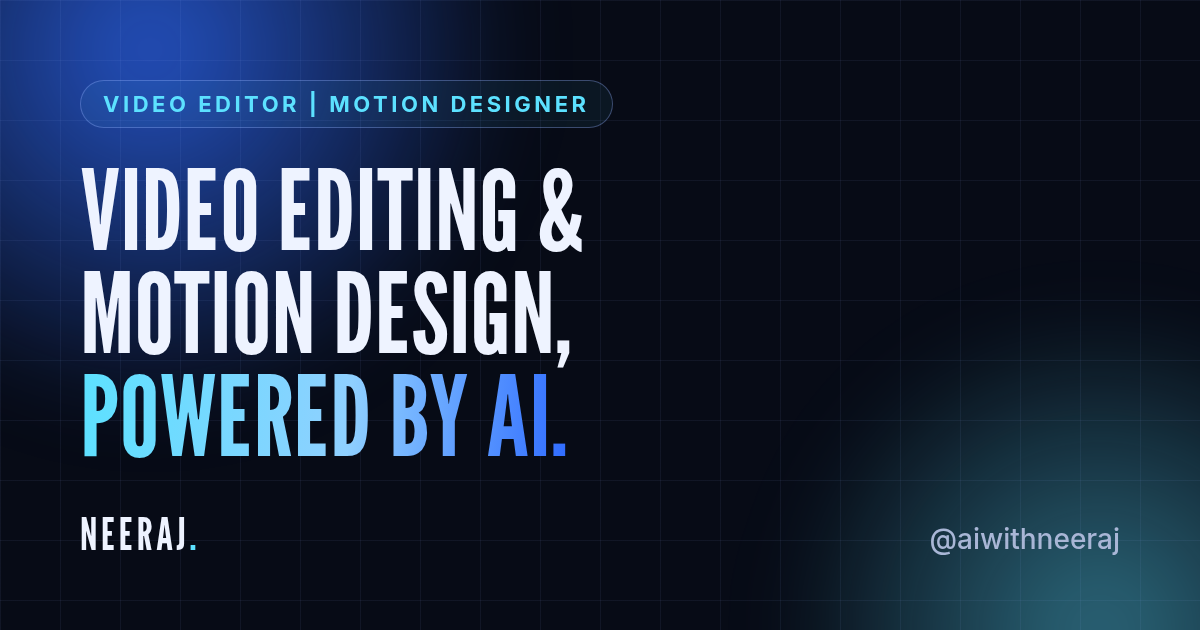 VIDEO EDITOR | MOTION DESIGNER
VIDEO EDITING &
MOTION DESIGN,
POWERED BY AI.
NEERAJ.
@aiwithneeraj